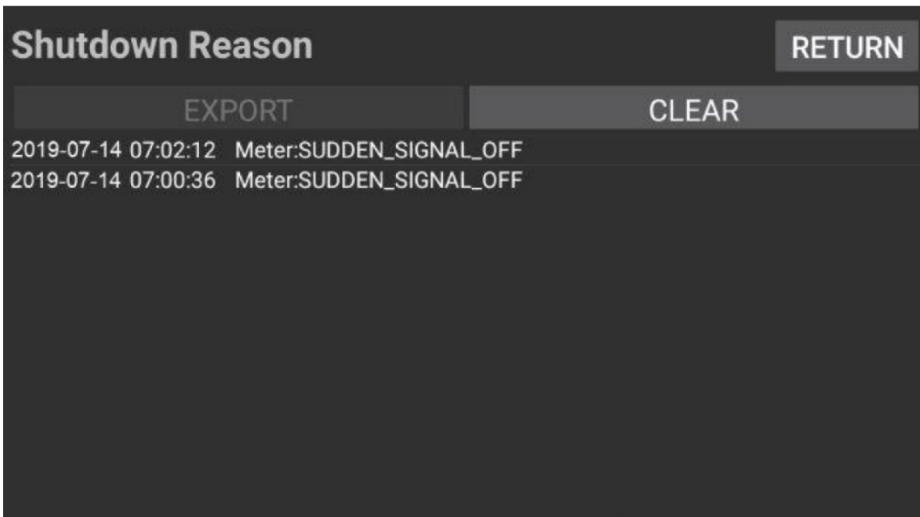 Shutdown Reason
RETURN
EXPORT
CLEAR
2019-07-14 07:02:12 Meter:SUDDEN_SIGNAL_OFF
2019-07-14 07:00:36 Meter:SUDDEN_SIGNAL_OFF